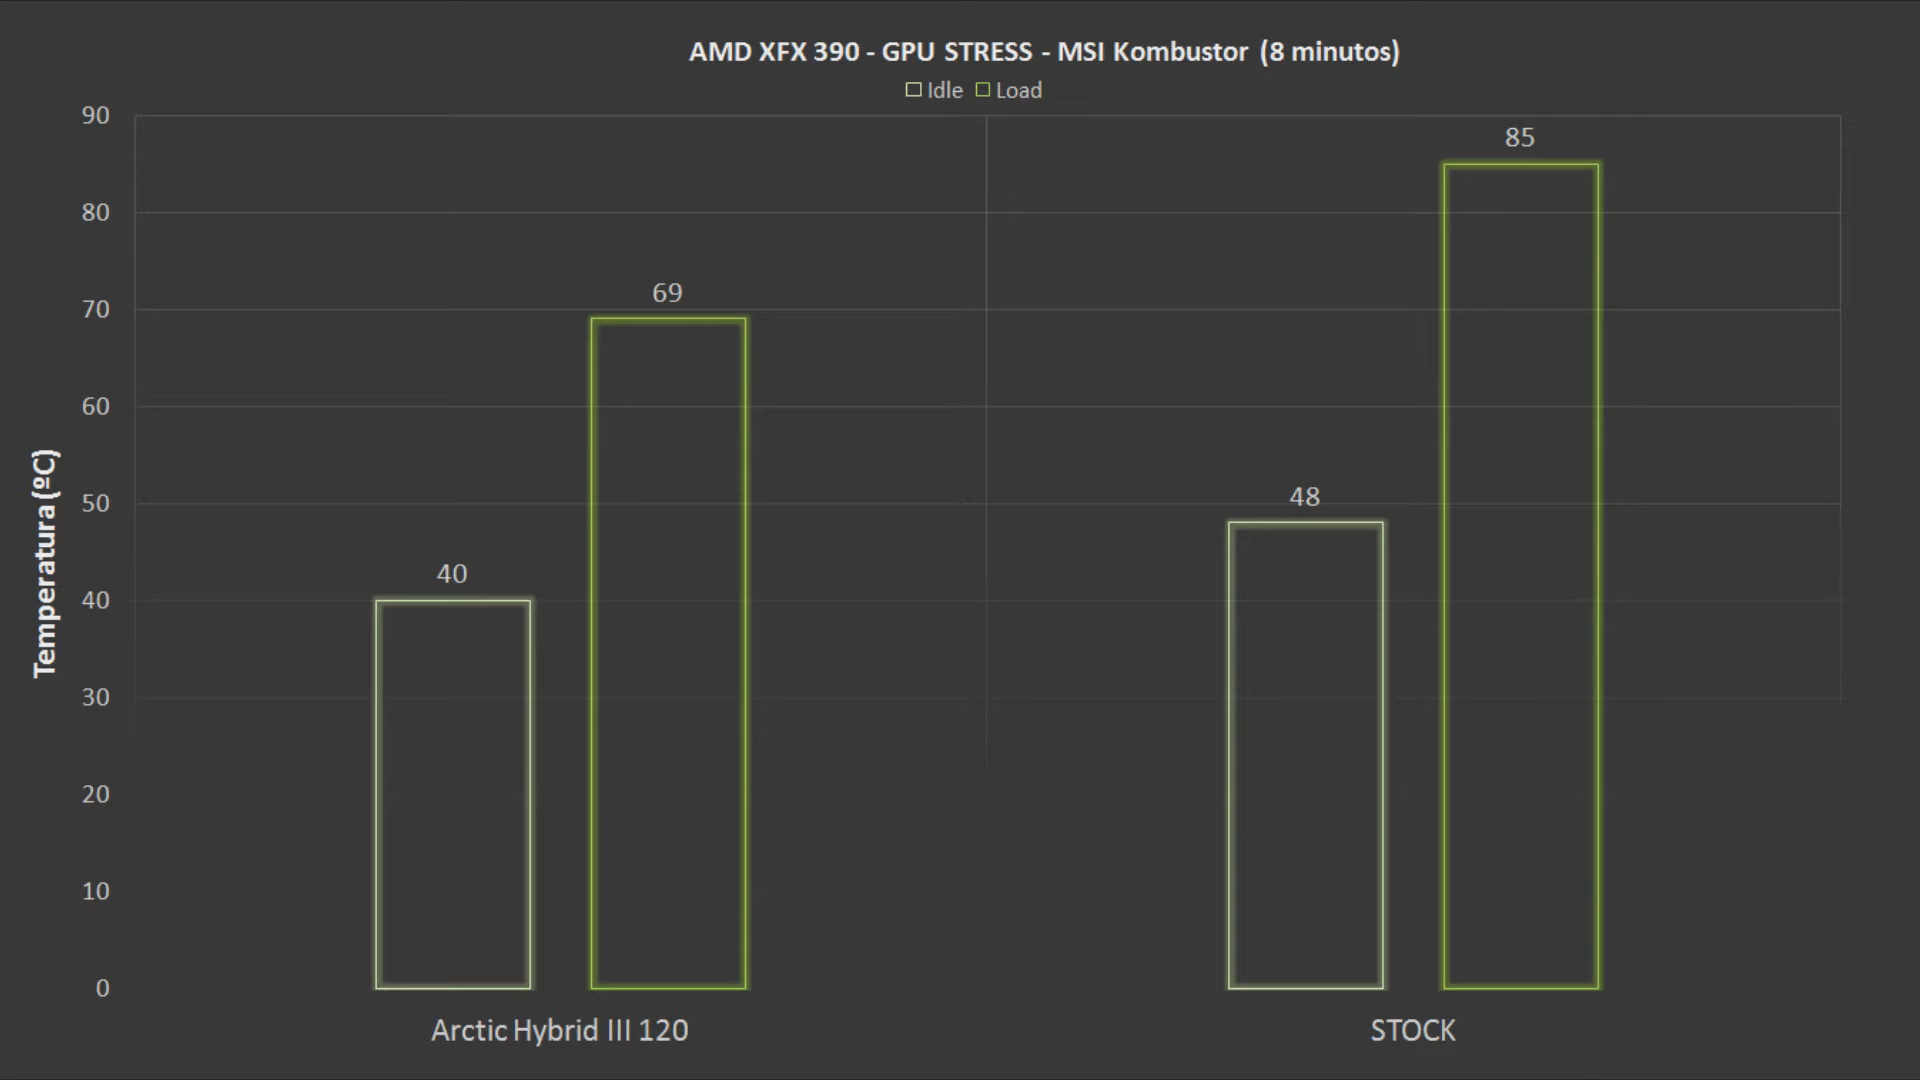 AMD XFX 390 - GPU STRESS - MSI Kombustor (8 minutos)
Idle Load
Temperatura (ºC)
90
80
70
60
50
40
30
20
10
0
40
69
48
85
Arctic Hybrid III 120
STOCK